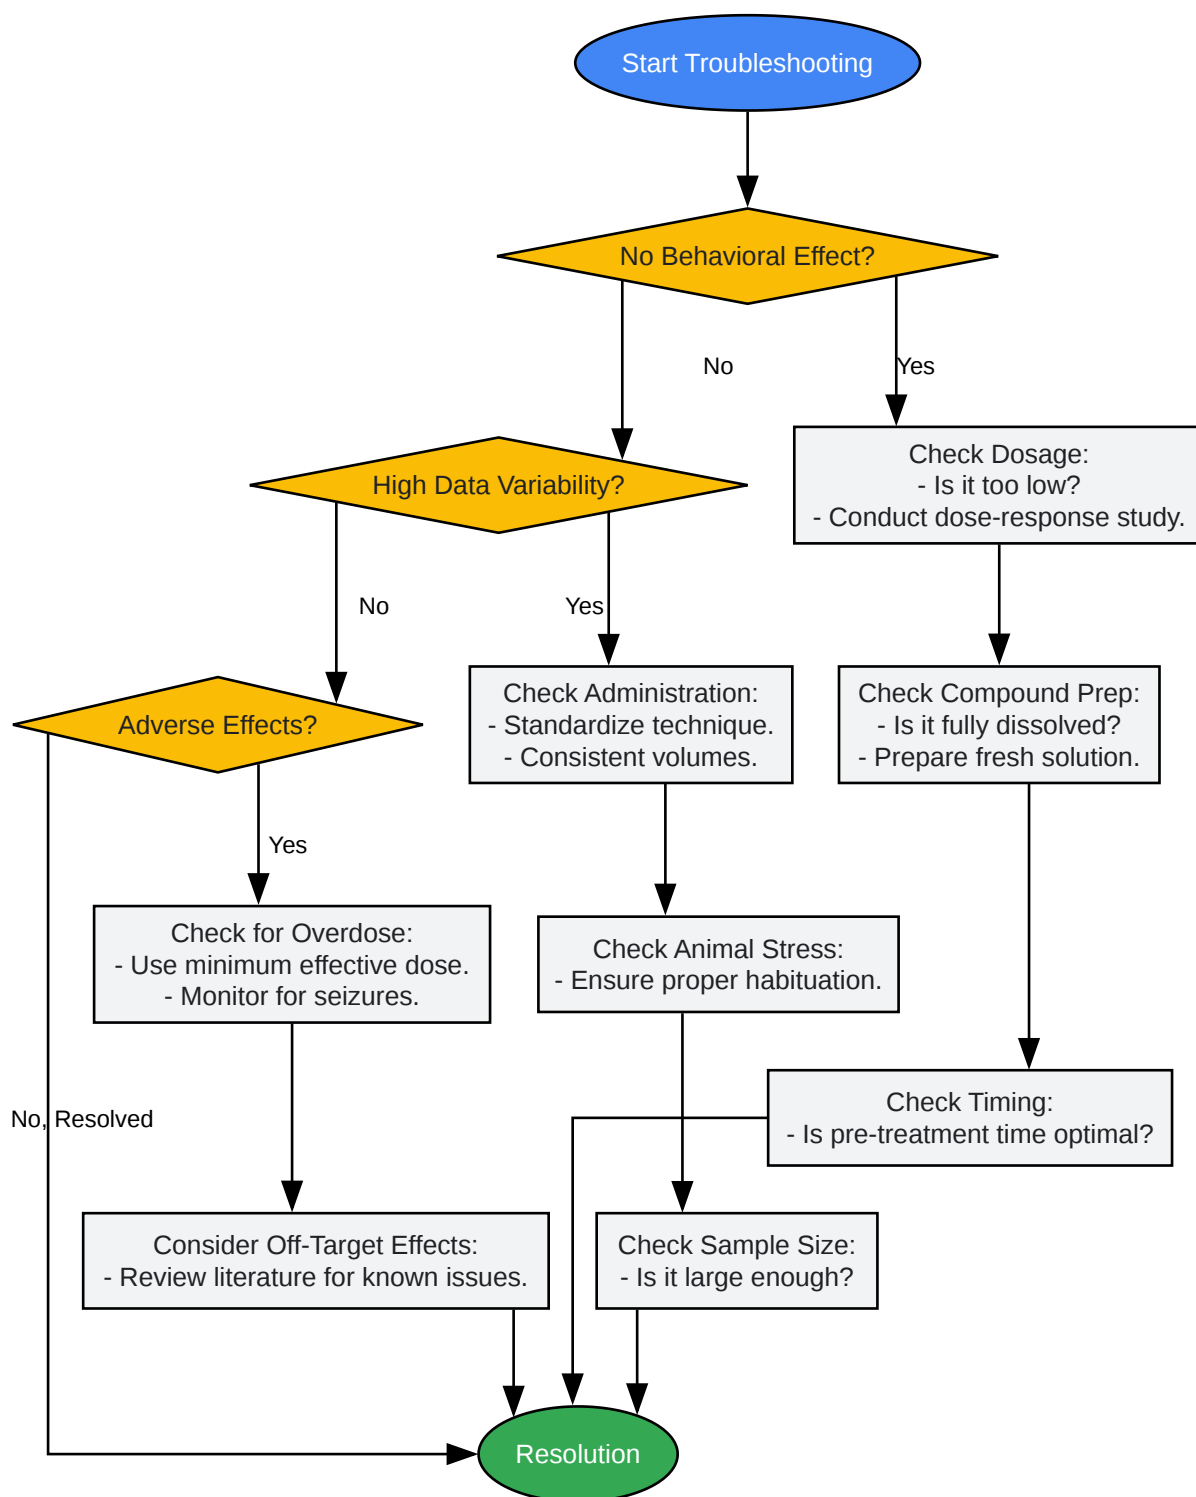 Start Troubleshooting
No Behavioral Effect?
No
Yes
Check Dosage:
- Is it too low?
- Conduct dose-response study.
High Data Variability?
No
Yes
Check Administration:
- Standardize technique.
- Consistent volumes.
Check Compound Prep:
- Is it fully dissolved?
- Prepare fresh solution.
Adverse Effects?
Yes
Check for Overdose:
- Use minimum effective dose.
- Monitor for seizures.
Check Animal Stress:
- Ensure proper habituation.
No, Resolved
Check Timing:
- Is pre-treatment time optimal?
Consider Off-Target Effects:
- Review literature for known issues.
Check Sample Size:
- Is it large enough?
Resolution